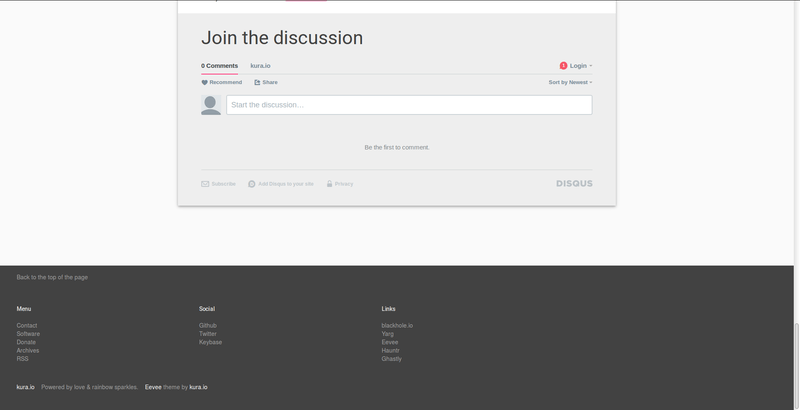 Join the discussion
0 Comments kura.io 1 Login
Recommend Share Sort by Newest
Start the discussion…
Be the first to comment.
Subscribe Add Disqus to your site Privacy DISQUS
Back to the top of the page
Menu Social Links
Contact Github blackhole.io
Software Twitter Yarg
Donate Keybase Eevee
Archives Hauntr
RSS Ghastly
kura.io Powered by love & rainbow sparkles. Eevee theme by kura.io